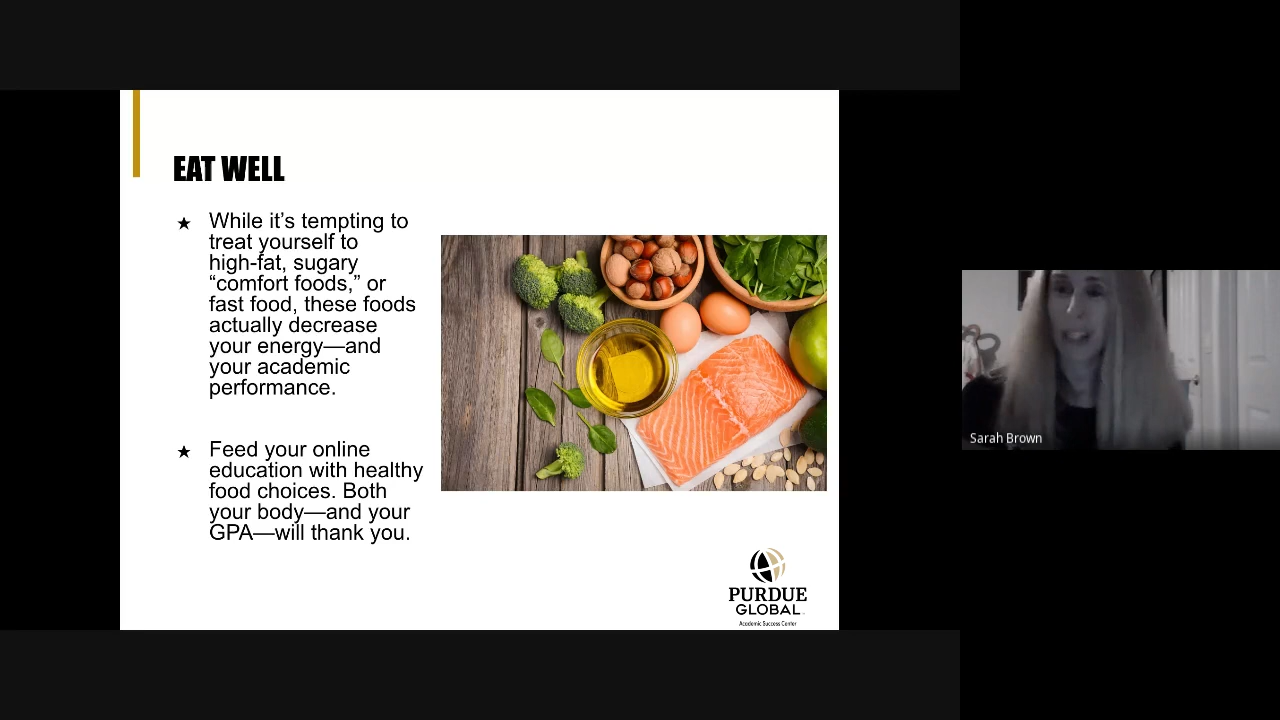 EAT WELL
★ While it’s tempting to
treat yourself to
high-fat, sugary
“comfort foods,” or
fast food, these foods
actually decrease
your energy—and
your academic
performance.
★ Feed your online
education with healthy
food choices. Both
your body—and your
GPA—will thank you.
PURDUE
GLOBAL
Academic Success Center
Sarah Brown